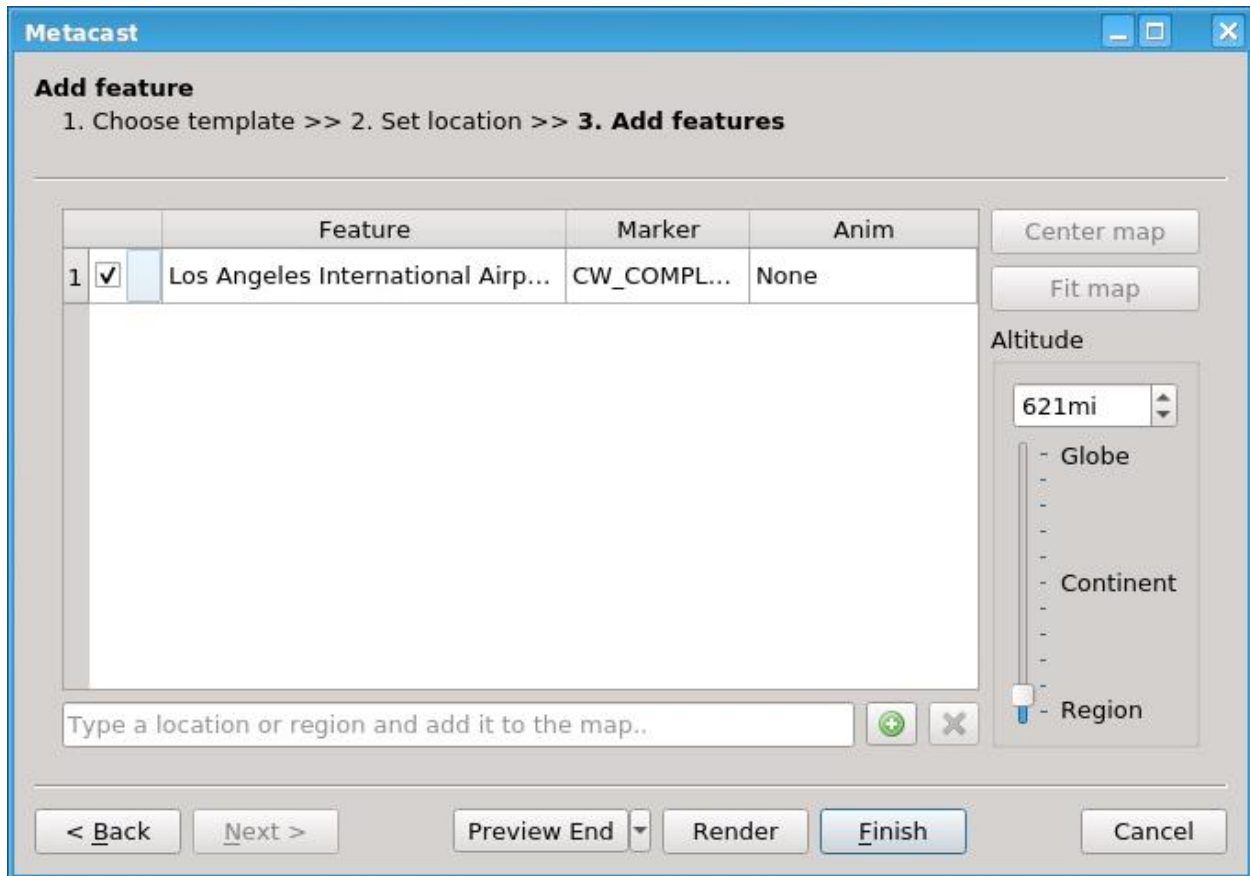 Metacast
Add feature
1. Choose template >> 2. Set location >> 3. Add features
Feature Marker Anim
1 Los Angeles International Airp... CW_COMPL... None
Center map
Fit map
Altitude
621mi
- Globe
- Continent
- Region
Type a location or region and add it to the map..
< Back Next > Preview End Render Finish Cancel